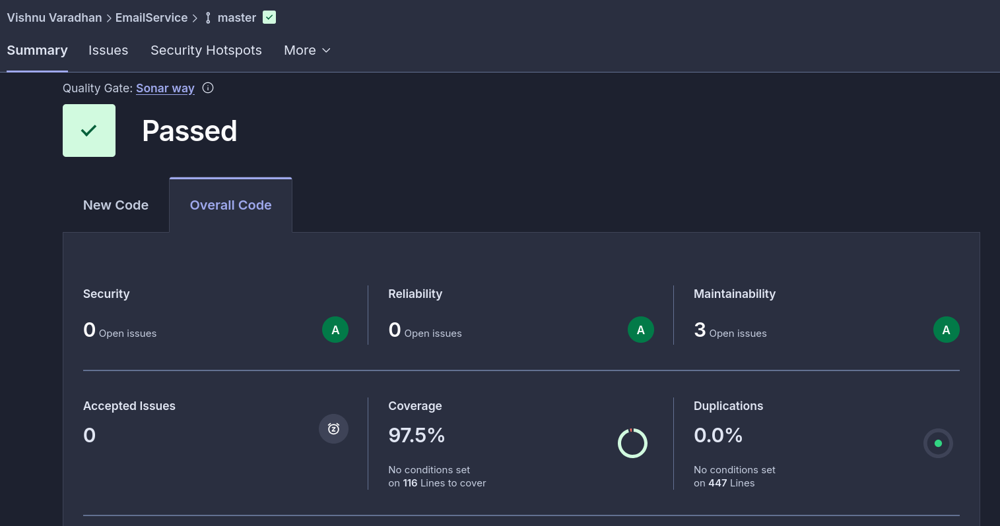 Vishnu Varadhan > EmailService > master
Summary Issues Security Hotspots More
Quality Gate: Sonar way
Passed
New Code Overall Code
Security Reliability Maintainability
0 Open issues A 0 Open issues A 3 Open issues A
Accepted Issues Coverage Duplications
0 97.5% 0.0%
No conditions set No conditions set
on 116 Lines to cover on 447 Lines